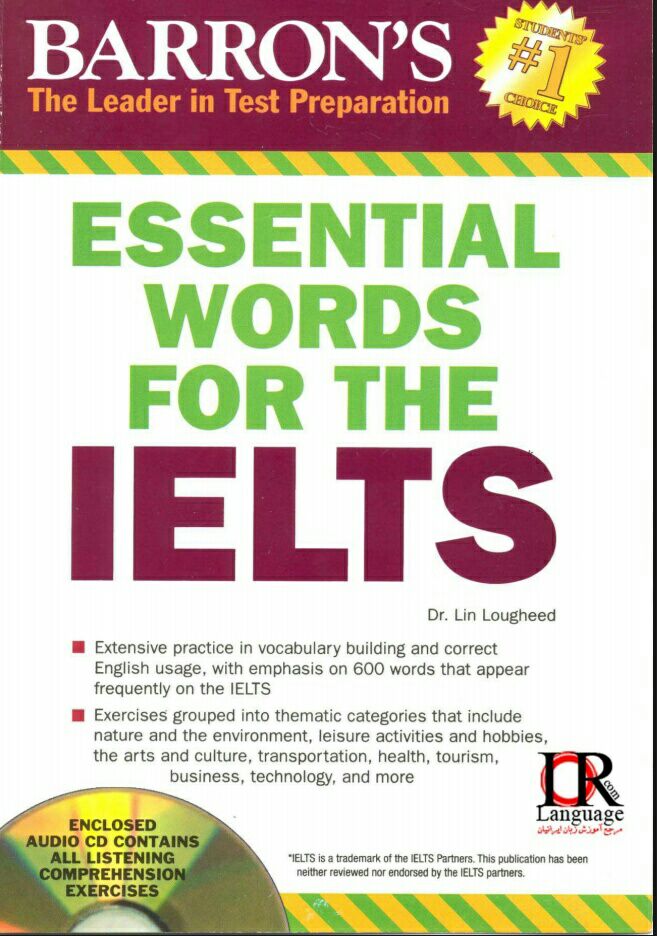 BARRON'S
The Leader in Test Preparation
STUDENTS'
#1
CHOICE
ESSENTIAL
WORDS
FOR THE
IELTS
Dr. Lin Lougheed
Extensive practice in vocabulary building and correct
English usage, with emphasis on 600 words that appear
frequently on the IELTS
Exercises grouped into thematic categories that include
nature and the environment, leisure activities and hobbies,
the arts and culture, transportation, health, tourism,
business, technology, and more
IR
.com
Language
مرجع آموزش زبان ایرانیان
ENCLOSED
AUDIO CD CONTAINS
ALL LISTENING
COMPREHENSION
EXERCISES
*IELTS is a trademark of the IELTS Partners. This publication has been
neither reviewed nor endorsed by the IELTS partners.